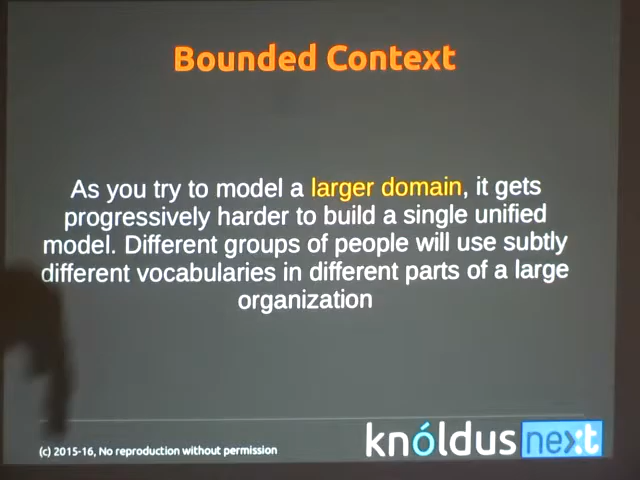 Bounded Context
As you try to model a larger domain, it gets
progressively harder to build a single unified
model. Different groups of people will use subtly
different vocabularies in different parts of a large
organization
(c) 2015-16, No reproduction without permission
knóldus next